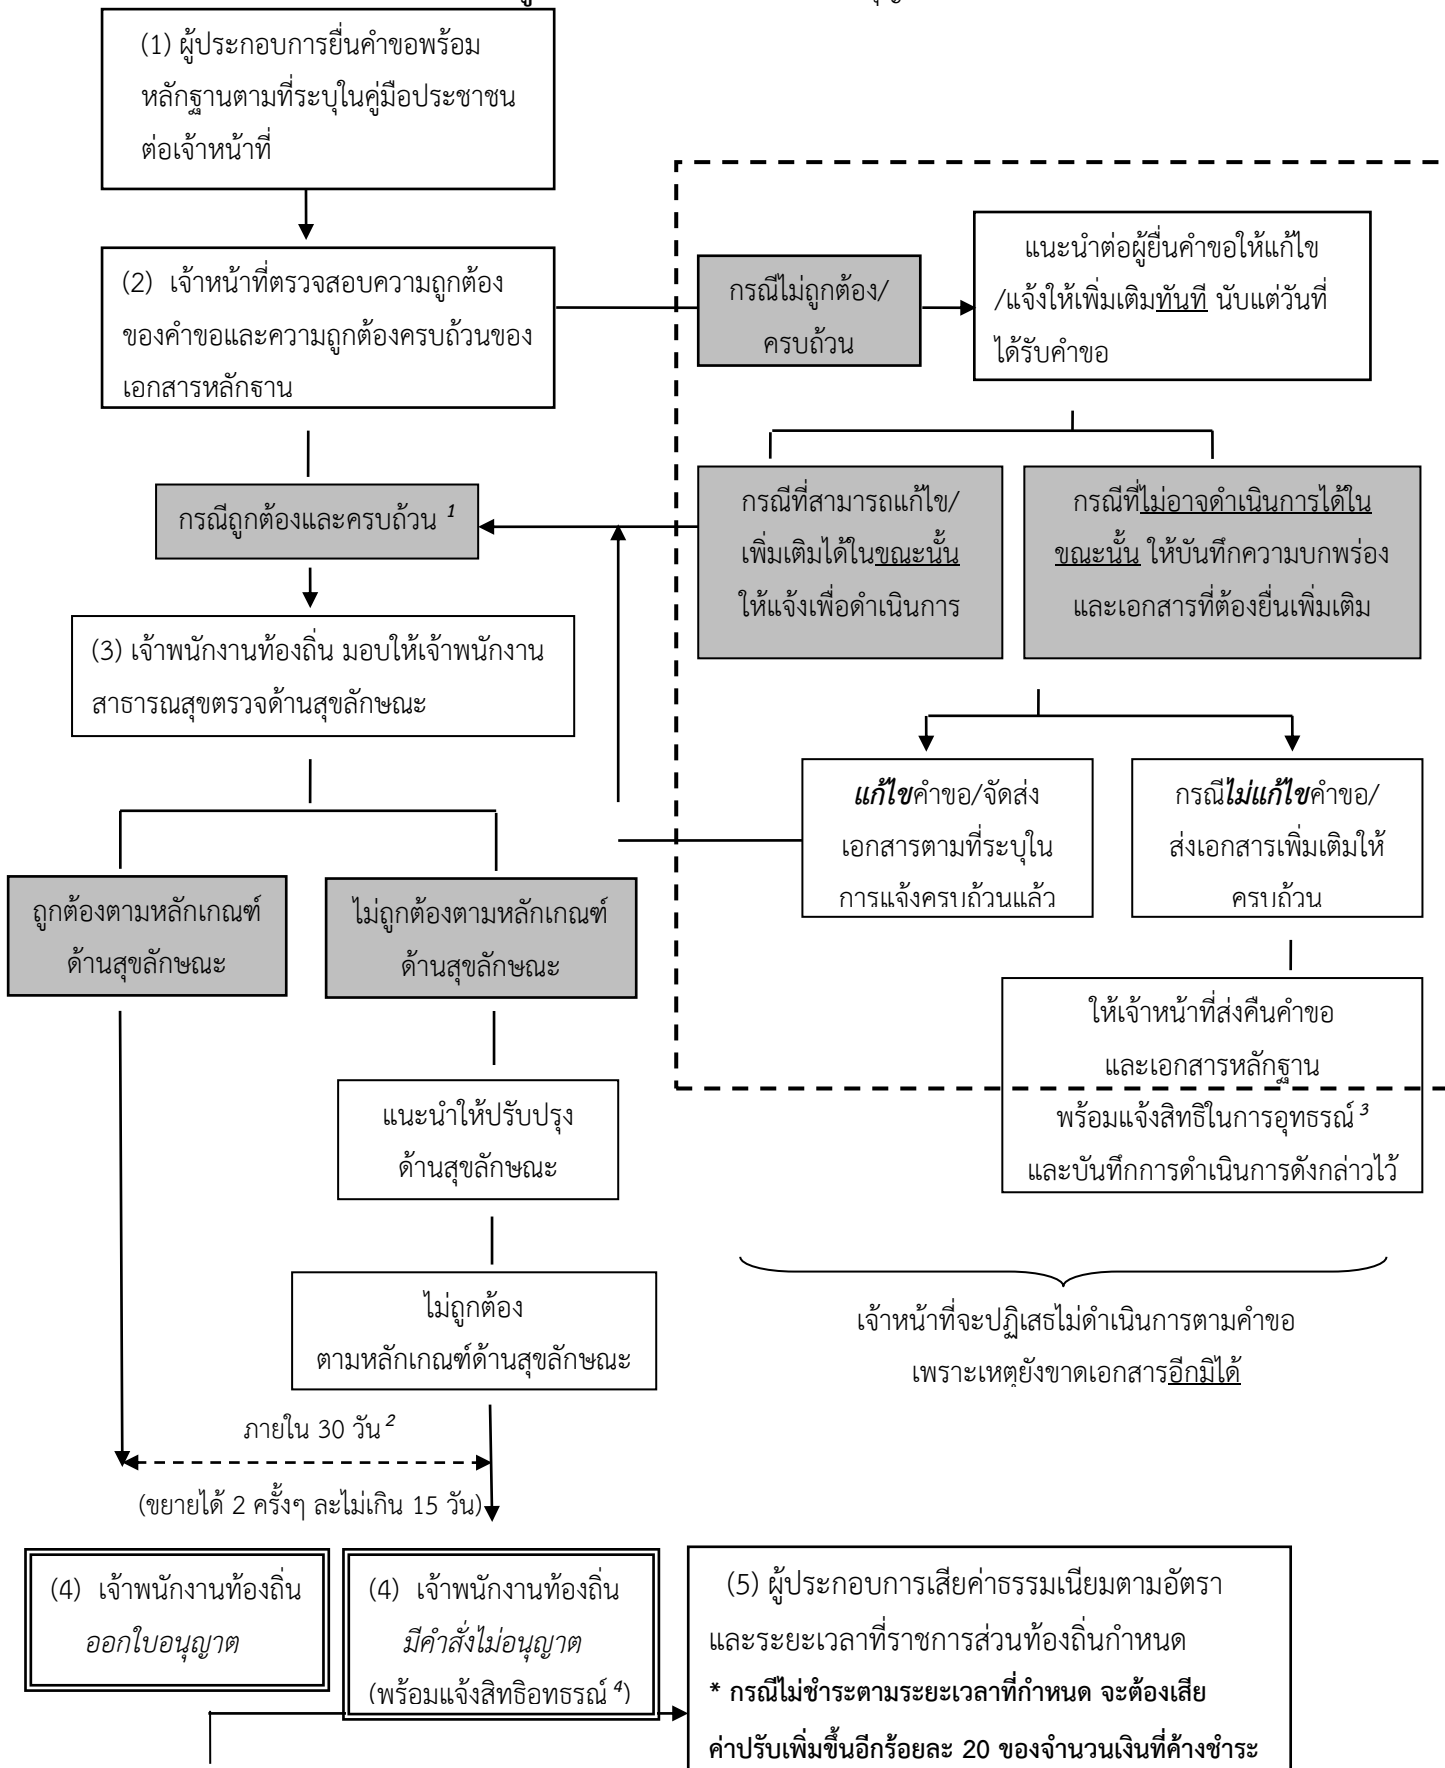 (1) ผู้ประกอบการยื่นคำขอพร้อม
หลักฐานตามที่ระบุในคู่มือประชาชน
ต่อเจ้าหน้าที่
(2) เจ้าหน้าที่ตรวจสอบความถูกต้อง
ของคำขอและความถูกต้องครบถ้วนของ
เอกสารหลักฐาน
กรณีไม่ถูกต้อง/
ครบถ้วน
แนะนำต่อผู้ยื่นคำขอให้แก้ไข
/แจ้งให้เพิ่มเติมทันที นับแต่วันที่
ได้รับคำขอ
กรณีถูกต้องและครบถ้วน 1
กรณีที่สามารถแก้ไข/
เพิ่มเติมได้ในขณะนั้น
ให้แจ้งเพื่อดำเนินการ
กรณีที่ไม่อาจดำเนินการได้ใน
ขณะนั้น ให้บันทึกความบกพร่อง
และเอกสารที่ต้องยื่นเพิ่มเติม
(3) เจ้าพนักงานท้องถิ่น มอบให้เจ้าพนักงาน
สาธารณสุขตรวจด้านสุขลักษณะ
แก้ไขคำขอ/จัดส่ง
เอกสารตามที่ระบุใน
การแจ้งครบถ้วนแล้ว
กรณีไม่แก้ไขคำขอ/
ส่งเอกสารเพิ่มเติมให้
ครบถ้วน
ถูกต้องตามหลักเกณฑ์
ด้านสุขลักษณะ
ไม่ถูกต้องตามหลักเกณฑ์
ด้านสุขลักษณะ
ให้เจ้าหน้าที่ส่งคืนคำขอ
และเอกสารหลักฐาน
พร้อมแจ้งสิทธิในการอุทธรณ์ 3
และบันทึกการดำเนินการดังกล่าวไว้
แนะนำให้ปรับปรุง
ด้านสุขลักษณะ
ไม่ถูกต้อง
ตามหลักเกณฑ์ด้านสุขลักษณะ
เจ้าหน้าที่จะปฏิเสธไม่ดำเนินการตามคำขอ
เพราะเหตุยังขาดเอกสารอีกมิได้
ภายใน 30 วัน 2
(ขยายได้ 2 ครั้งๆ ละไม่เกิน 15 วัน)
(4) เจ้าพนักงานท้องถิ่น
ออกใบอนุญาต
(4) เจ้าพนักงานท้องถิ่น
มีคำสั่งไม่อนุญาต
(พร้อมแจ้งสิทธิอุทธรณ์ 4)
(5) ผู้ประกอบการเสียค่าธรรมเนียมตามอัตรา
และระยะเวลาที่ราชการส่วนท้องถิ่นกำหนด
* กรณีไม่ชำระตามระยะเวลาที่กำหนด จะต้องเสีย
ค่าปรับเพิ่มขึ้นอีกร้อยละ 20 ของจำนวนเงินที่ค้างชำระ